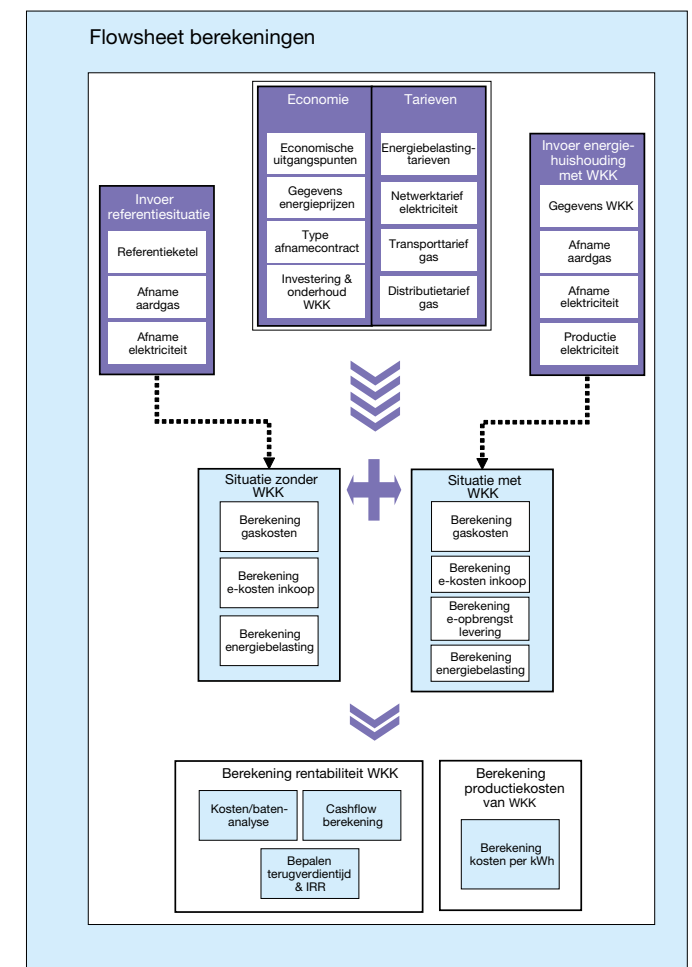 Flowsheet berekeningen
Economie
Economische
uitgangspunten
Gegevens
energieprijzen
Type
afnamecontract
Investering &
onderhoud
WKK
Tarieven
Energiebelasting-
tarieven
Netwerktarief
elektriciteit
Transporttarief
gas
Distributietarief
gas
Invoer
referentiesituatie
Referentieketel
Afname
aardgas
Afname
elektriciteit
Invoer energie-
huishouding
met WKK
Gegevens WKK
Afname
aardgas
Afname
elektriciteit
Productie
elektriciteit
Situatie zonder
WKK
Berekening
gaskosten
Berekening
e-kosten inkoop
Berekening
energiebelasting
Situatie met
WKK
Berekening
gaskosten
Berekening
e-kosten inkoop
Berekening
e-opbrengst
levering
Berekening
energiebelasting
Berekening rentabiliteit WKK
Kosten/baten-
analyse
Cashflow
berekening
Bepalen
terugverdientijd
& IRR
Berekening
productiekosten
van WKK
Berekening
kosten per kWh